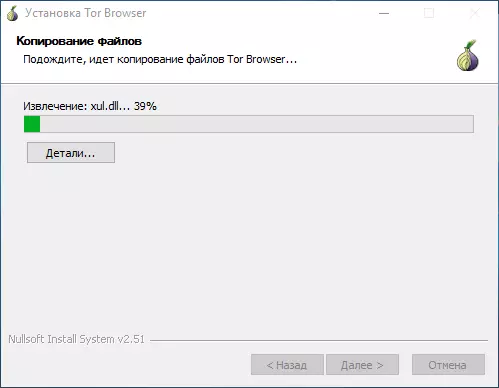 Установка Tor Browser
Копирование файлов
Подождите, идет копирование файлов Tor Browser...
Извлечение: xul.dll... 39%
Детали...
Nullsoft Install System v2.51
< Назад
Далее >
Отмена